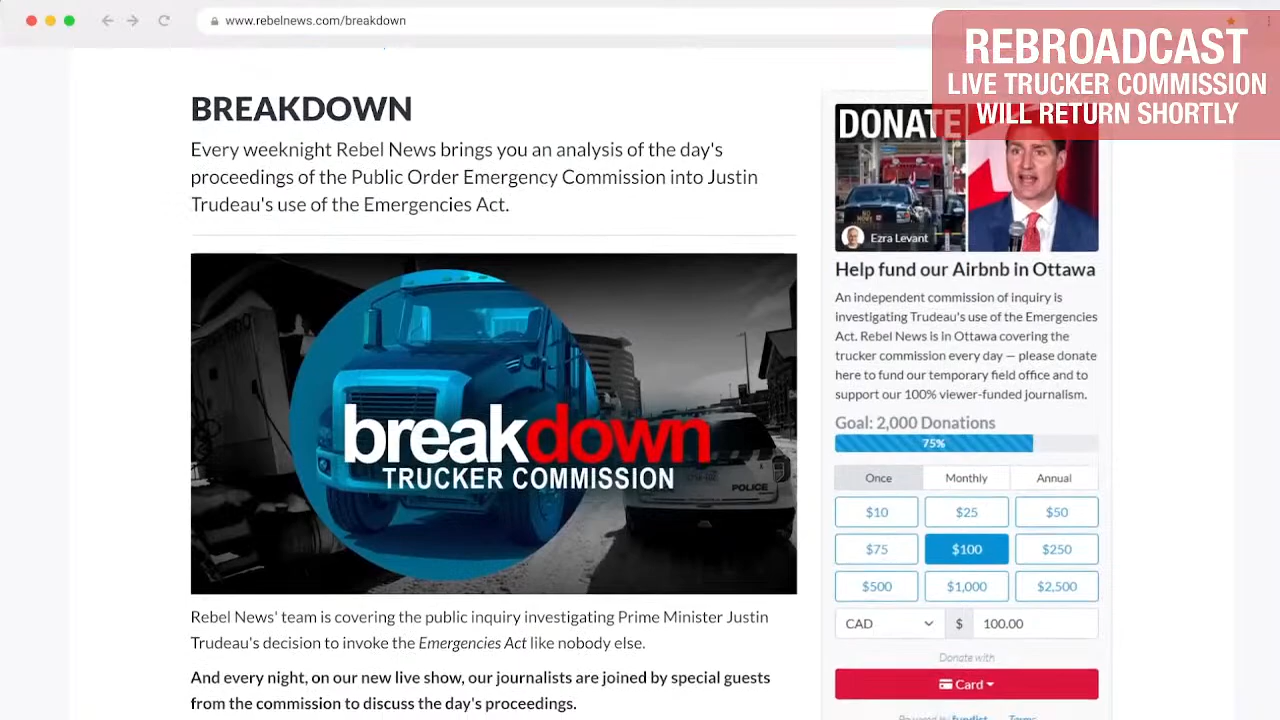 www.rebelnews.com/breakdown
REBROADCAST
LIVE TRUCKER COMMISSION
WILL RETURN SHORTLY
BREAKDOWN
Every weeknight Rebel News brings you an analysis of the day's
proceedings of the Public Order Emergency Commission into Justin
Trudeau's use of the Emergencies Act.
breakdown
TRUCKER COMMISSION
POLICE
Rebel News' team is covering the public inquiry investigating Prime Minister Justin
Trudeau's decision to invoke the Emergencies Act like nobody else.
And every night, on our new live show, our journalists are joined by special guests
from the commission to discuss the day's proceedings.
DONATE
Ezra Levant
Help fund our Airbnb in Ottawa
An independent commission of inquiry is
investigating Trudeau's use of the Emergencies
Act. Rebel News is in Ottawa covering the
trucker commission every day — please donate
here to fund our temporary field office and to
support our 100% viewer-funded journalism.
Goal: 2,000 Donations
75%
Once Monthly Annual
$10 $25 $50
$75 $100 $250
$500 $1,000 $2,500
CAD $ 100.00
Donate with
Card
Powered by fundist Terms